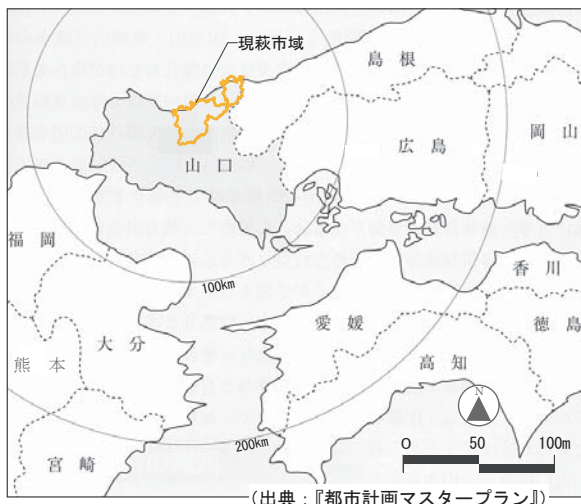 現萩市域
島根
岡山
広島
山口
福岡
香川
100km
愛媛
徳島
大分
熊本
高知
N
0 50 100m
200km
宮崎
(出典:『都市計画マスタープラン』)